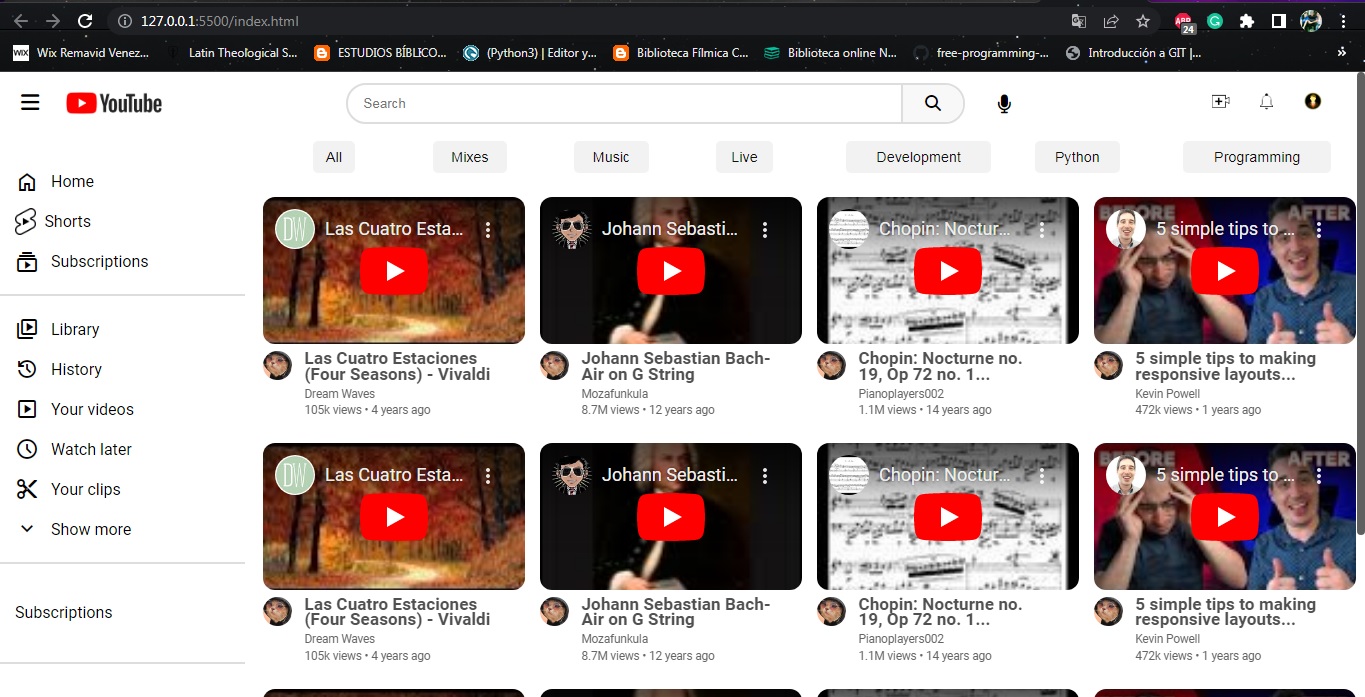 127.0.0.1:5500/index.html
ABP
24
WIX Wix Remavid Venez...
Latin Theological S...
ESTUDIOS BÍBLICO...
(Python3) | Editor y...
Biblioteca Fílmica C...
Biblioteca online N...
free-programming-...
Introducción a GIT |...
YouTube
Search
All
Mixes
Music
Live
Development
Python
Programming
Home
Shorts
Subscriptions
Library
History
Your videos
Watch later
Your clips
Show more
Subscriptions
DW Las Cuatro Esta...
Johann Sebasti...
Chopin: Noctur...
BEFORE
AFTER
5 simple tips to ...
Las Cuatro Estaciones
(Four Seasons) - Vivaldi
Dream Waves
105k views • 4 years ago
Johann Sebastian Bach-
Air on G String
Mozafunkula
8.7M views • 12 years ago
Chopin: Nocturne no.
19, Op 72 no. 1...
Pianoplayers002
1.1M views • 14 years ago
5 simple tips to making
responsive layouts...
Kevin Powell
472k views • 1 years ago
DW Las Cuatro Esta...
Johann Sebasti...
Chopin: Noctur...
BEFORE
AFTER
5 simple tips to ...
Las Cuatro Estaciones
(Four Seasons) - Vivaldi
Dream Waves
105k views • 4 years ago
Johann Sebastian Bach-
Air on G String
Mozafunkula
8.7M views • 12 years ago
Chopin: Nocturne no.
19, Op 72 no. 1...
Pianoplayers002
1.1M views • 14 years ago
5 simple tips to making
responsive layouts...
Kevin Powell
472k views • 1 years ago